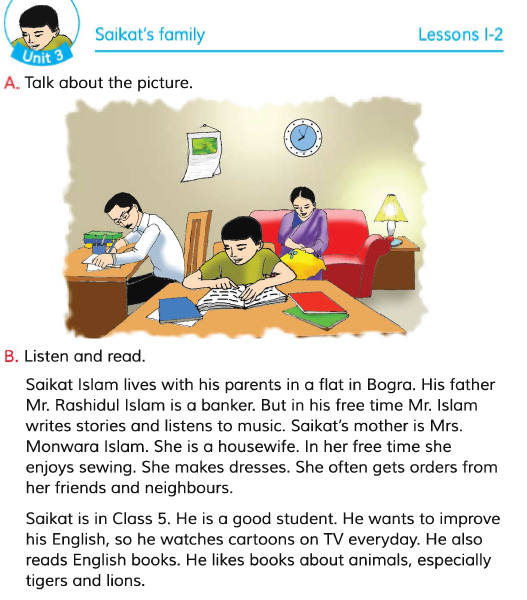 Saikat's family
Lessons 1-2
Unit 3
A. Talk about the picture.
B. Listen and read.
Saikat Islam lives with his parents in a flat in Bogra. His father
Mr. Rashidul Islam is a banker. But in his free time Mr. Islam
writes stories and listens to music. Saikat's mother is Mrs.
Monwara Islam. She is a housewife. In her free time she
enjoys sewing. She makes dresses. She often gets orders from
her friends and neighbours.
Saikat is in Class 5. He is a good student. He wants to improve
his English, so he watches cartoons on TV everyday. He also
reads English books. He likes books about animals, especially
tigers and lions.